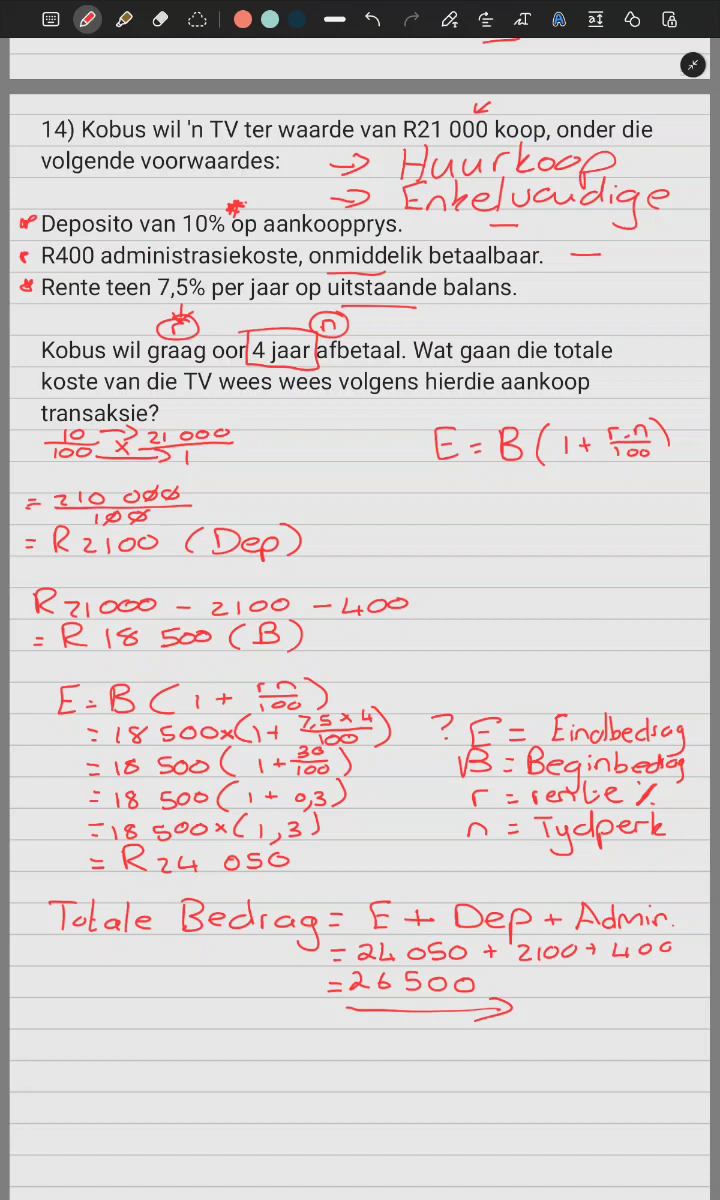 14) Kobus wil 'n TV ter waarde van R21 000 koop, onder die
volgende voorwaardes:
→ Huurkoop
→ Enkelvoudige
Deposito van 10% op aankoopprys.
R400 administrasiekoste, onmiddelik betaalbaar.
Rente teen 7,5% per jaar op uitstaande balans.
r
n
Kobus wil graag oor 4 jaar afbetaal. Wat gaan die totale
koste van die TV wees wees volgens hierdie aankoop
transaksie?
10/100 × 21 000/1
E = B (1 + r.n/100)
= 210 000/100
= R2100 (Dep)
R21000 - 2100 - 400
= R 18 500 (B)
E = B (1 + r n/100)
= 18 500 × (1 + 7,5 × 4/100)
= 18 500 (1 + 30/100)
= 18 500 (1 + 0,3)
= 18 500 × (1,3)
= R24 050
? E = Eindbedrag
√B = Beginbedrag
r = rente %
n = Tydperk
Totale Bedrag = E + Dep + Admin.
= 24 050 + 2100 + 400
= 26 500